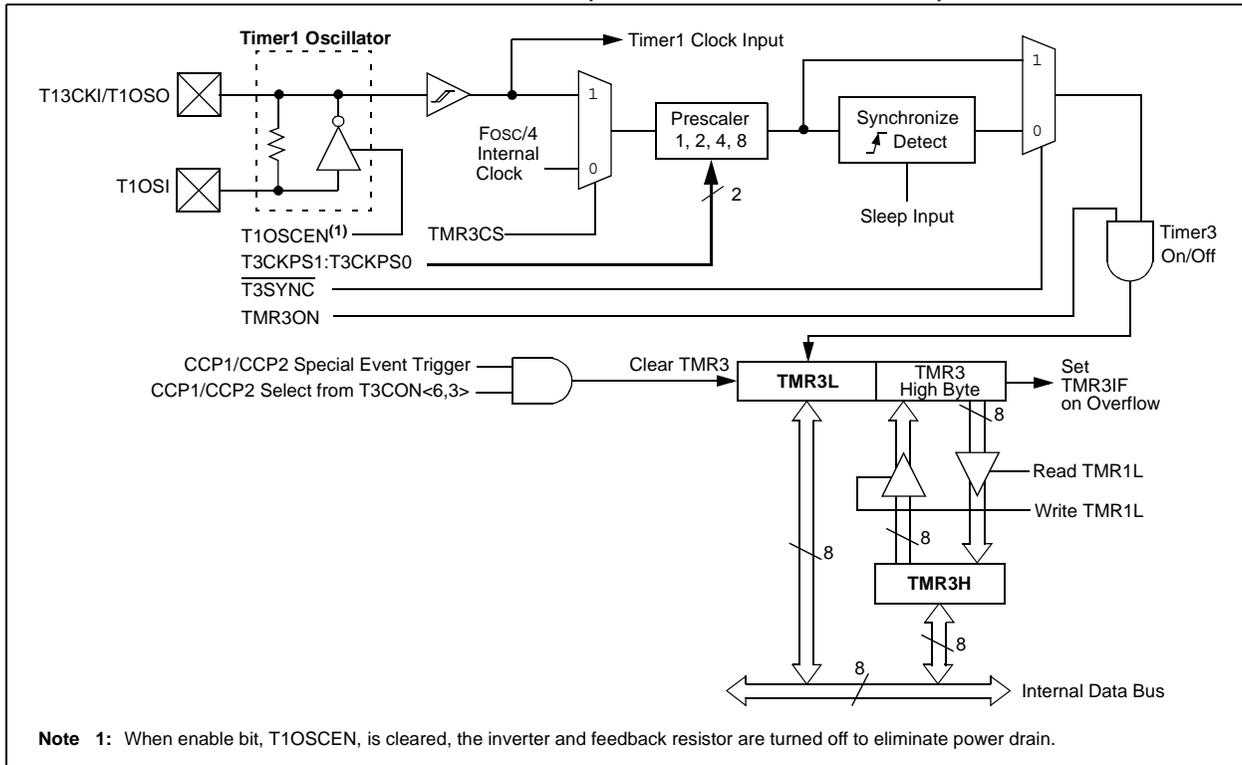 Timer1 Oscillator
Timer1 Clock Input
T13CKI/T1OSO
1
FOSC/4
Internal
Clock
0
Prescaler
1, 2, 4, 8
1
Synchronize
Detect
0
T1OSI
2
Sleep Input
T1OSCEN(1)
TMR3CS
T3CKPS1:T3CKPS0
T3SYNC
TMR3ON
Timer3
On/Off
CCP1/CCP2 Special Event Trigger
CCP1/CCP2 Select from T3CON<6,3>
Clear TMR3
TMR3L
TMR3
High Byte
Set
TMR3IF
on Overflow
8
Read TMR1L
Write TMR1L
8
8
TMR3H
8
8
Internal Data Bus
Note 1: When enable bit, T1OSCEN, is cleared, the inverter and feedback resistor are turned off to eliminate power drain.